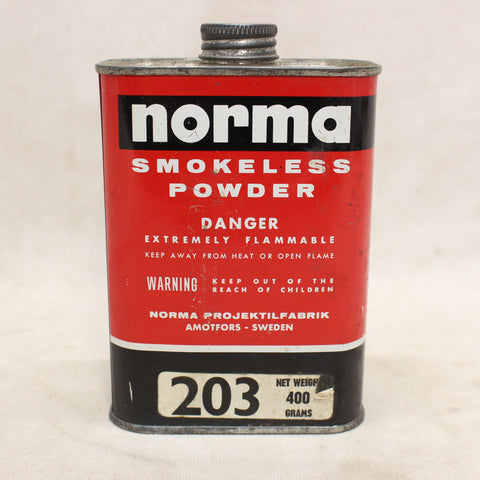 norma
SMOKELESS
POWDER
DANGER
EXTREMELY FLAMMABLE
KEEP AWAY FROM HEAT OR OPEN FLAME
WARNING KEEP OUT OF THE
REACH OF CHILDREN
NORMA PROJEKTILFABRIK
AMOTFORS - SWEDEN
203
NET WEIGH
400
GRAMS